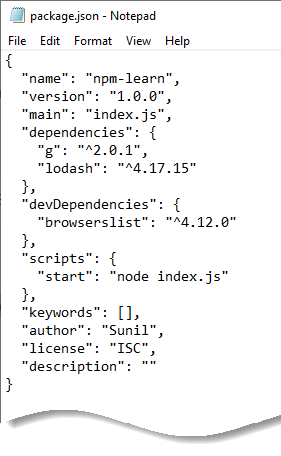 package.json - Notepad
File Edit Format View Help
{
  "name": "npm-learn",
  "version": "1.0.0",
  "main": "index.js",
  "dependencies": {
    "g": "^2.0.1",
    "lodash": "^4.17.15"
  },
  "devDependencies": {
    "browserslist": "^4.12.0"
  },
  "scripts": {
    "start": "node index.js"
  },
  "keywords": [],
  "author": "Sunil",
  "license": "ISC",
  "description": ""
}